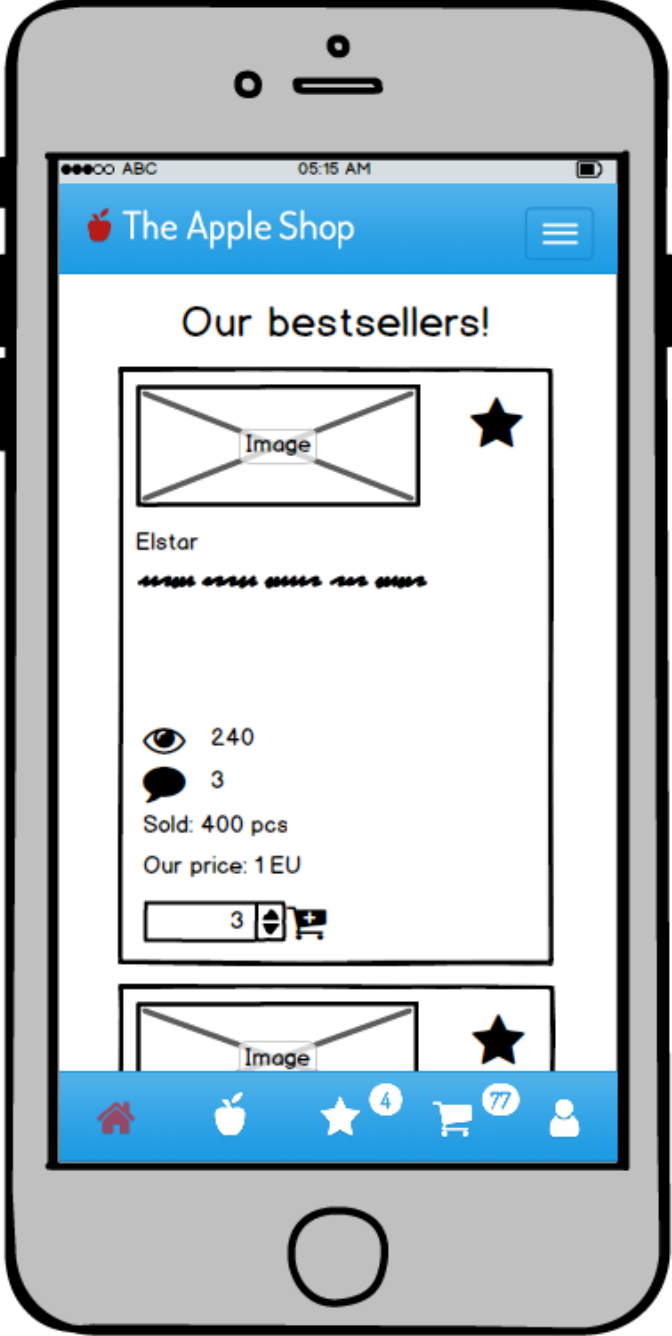 ABC 05:15 AM
The Apple Shop
Our bestsellers!
Image
Elstar
240
3
Sold: 400 pcs
Our price: 1 EU
3
Image
4 77